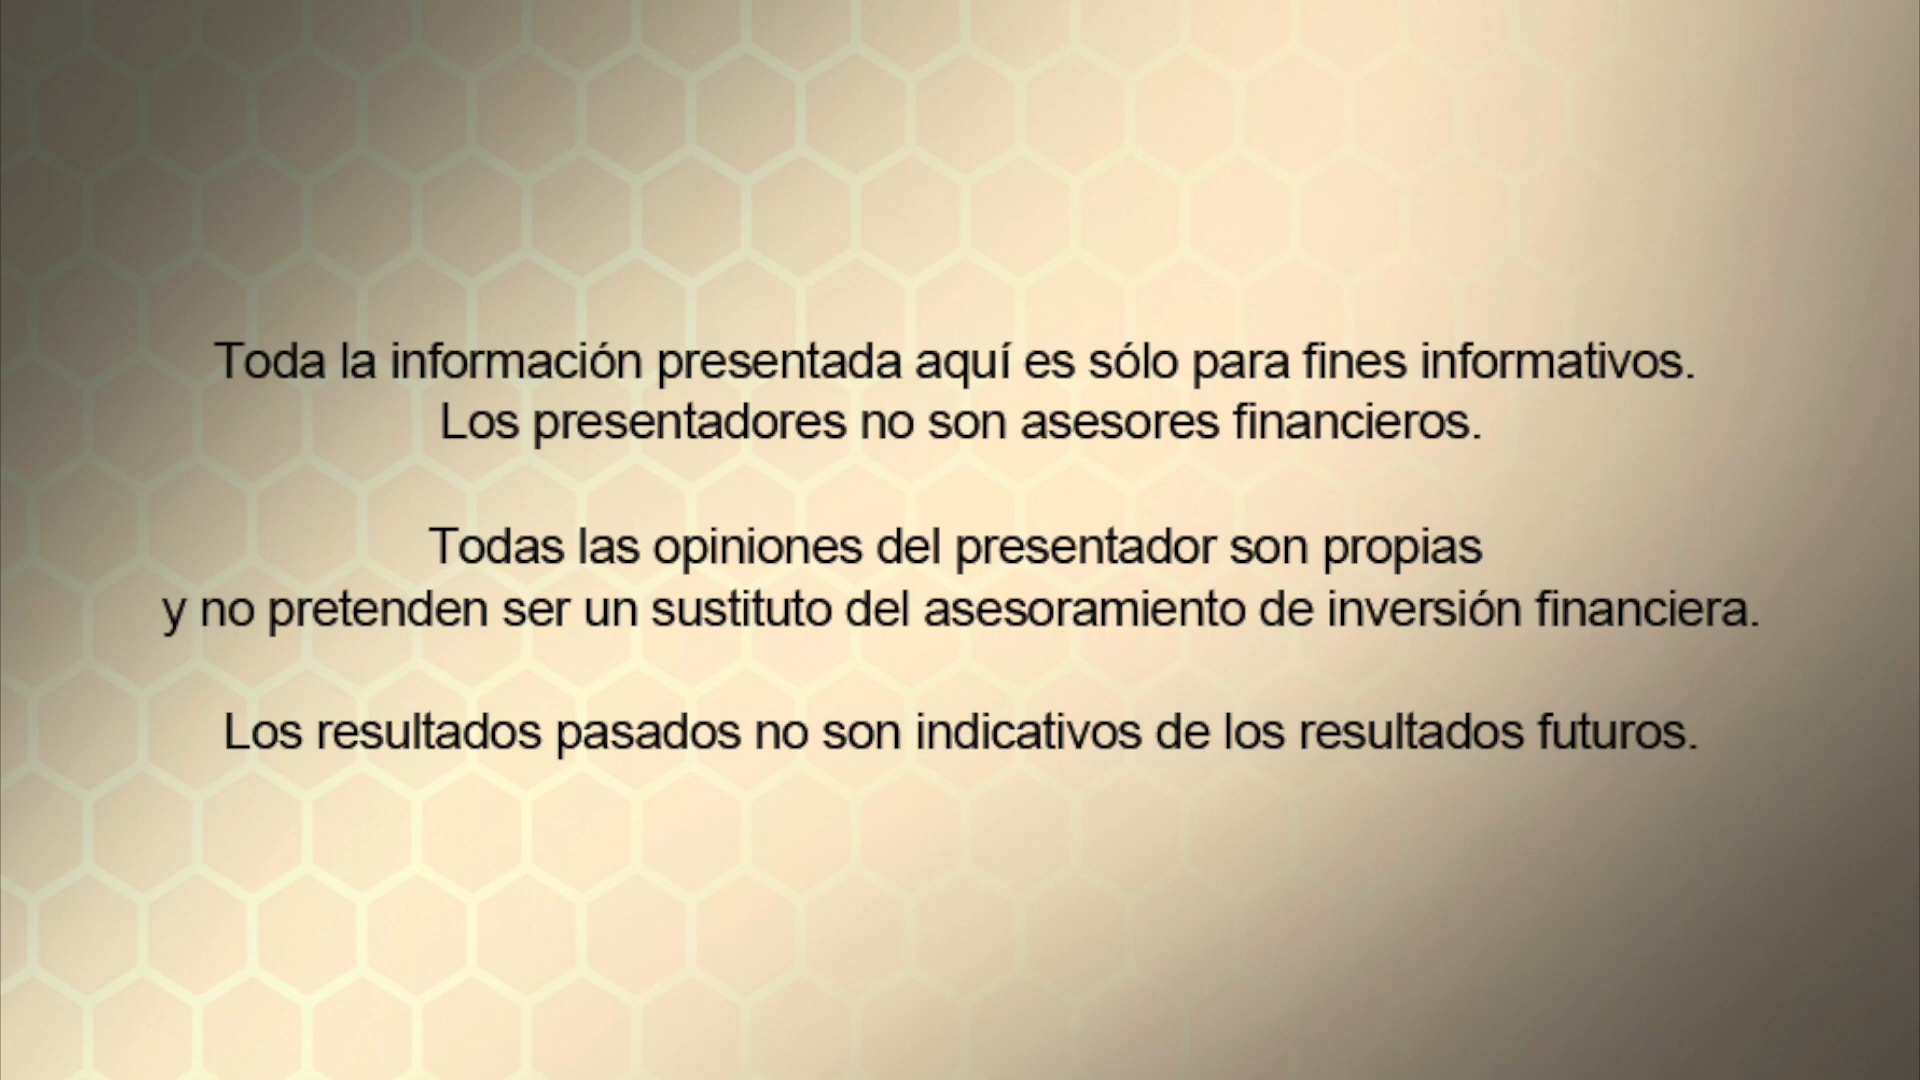 Toda la información presentada aquí es sólo para fines informativos.
Los presentadores no son asesores financieros.
Todas las opiniones del presentador son propias
y no pretenden ser un sustituto del asesoramiento de inversión financiera.
Los resultados pasados no son indicativos de los resultados futuros.